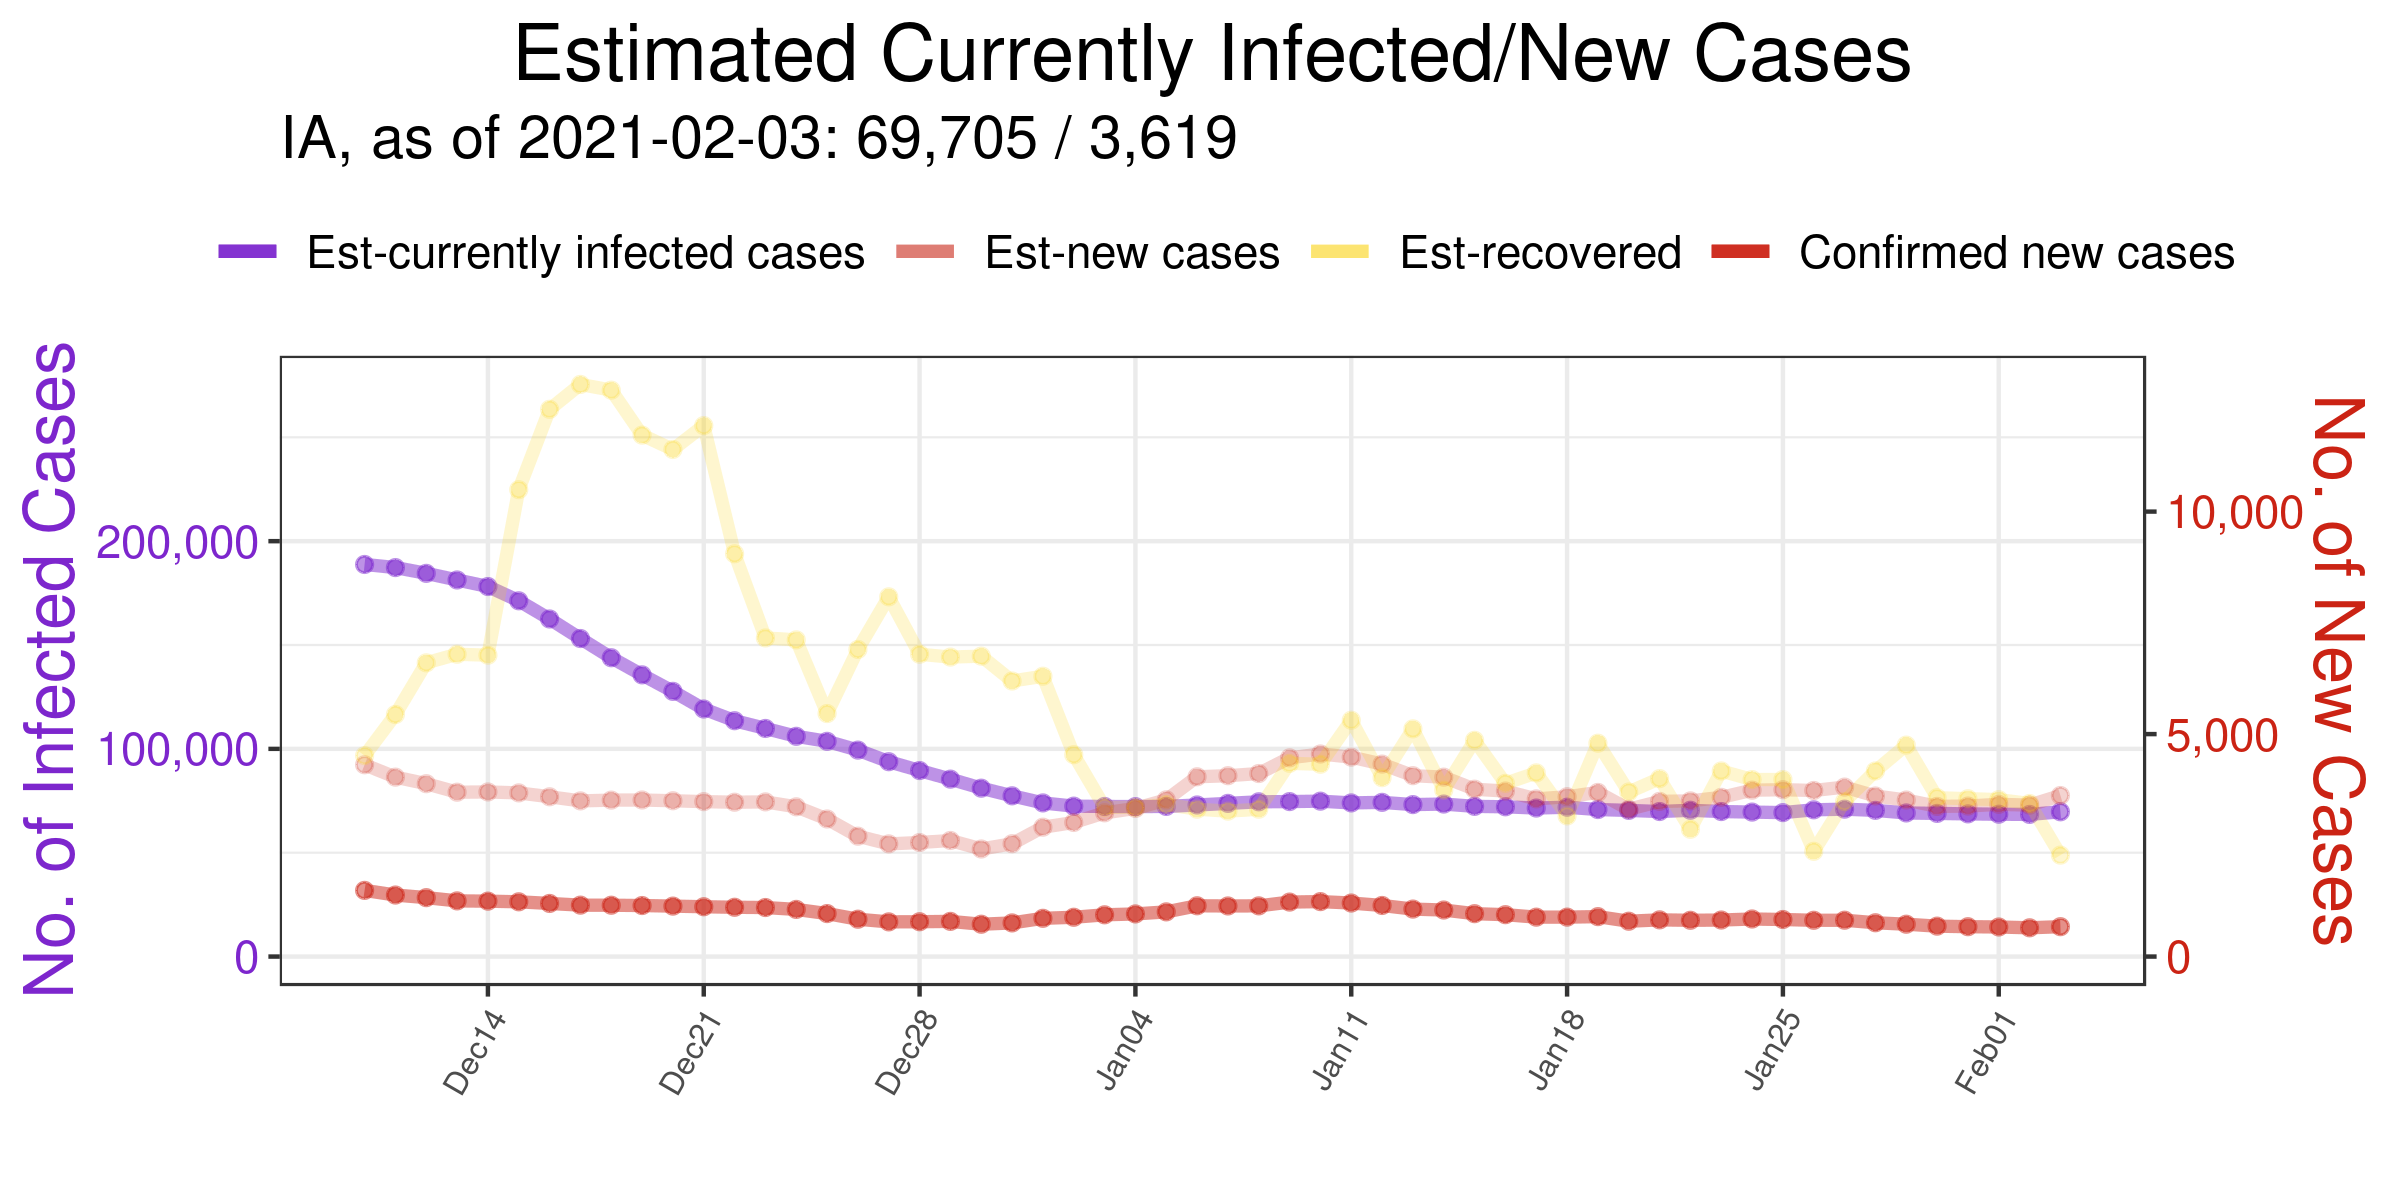 Estimated Currently Infected/New Cases
IA, as of 2021-02-03: 69,705 / 3,619
Est-currently infected cases Est-new cases Est-recovered Confirmed new cases
No. of Infected Cases
200,000
100,000
0
10,000
5,000
0
No. of New Cases
Dec14 Dec21 Dec28 Jan04 Jan11 Jan18 Jan25 Feb01